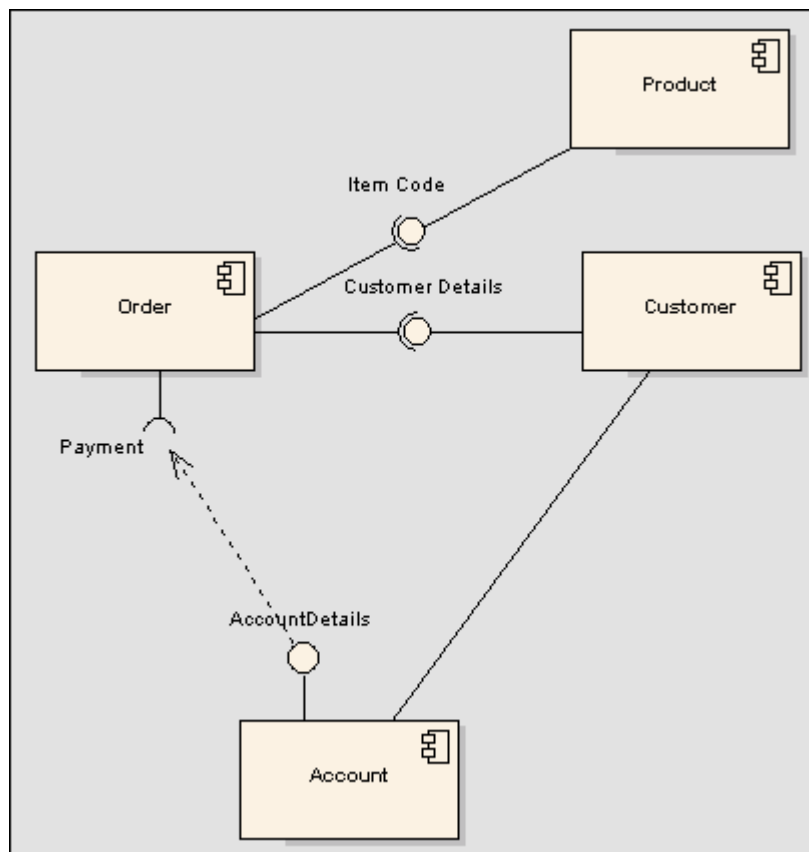 Product
Item Code
Order
Customer Details
Customer
Payment
AccountDetails
Account